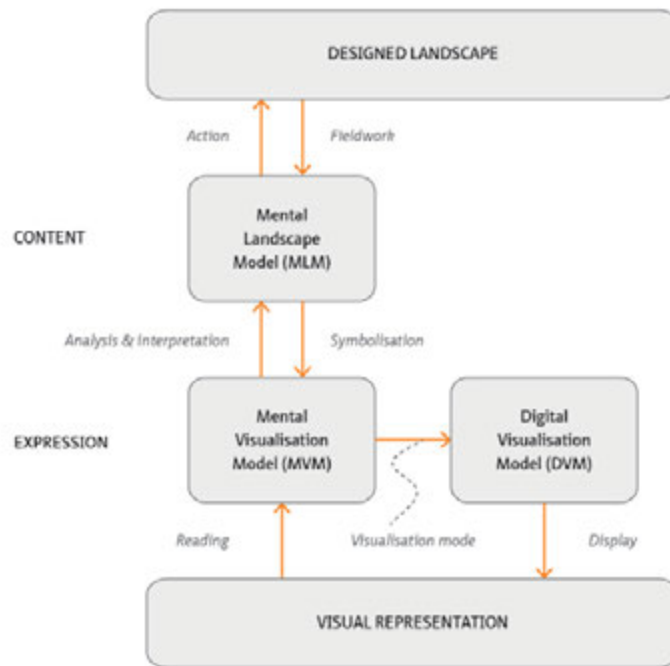 DESIGNED LANDSCAPE
Action
Fieldwork
CONTENT
Mental
Landscape
Model (MLM)
Analysis & Interpretation
Symbolisation
EXPRESSION
Mental
Visualisation
Model (MVM)
Digital
Visualisation
Model (DVM)
Reading
Visualisation mode
Display
VISUAL REPRESENTATION